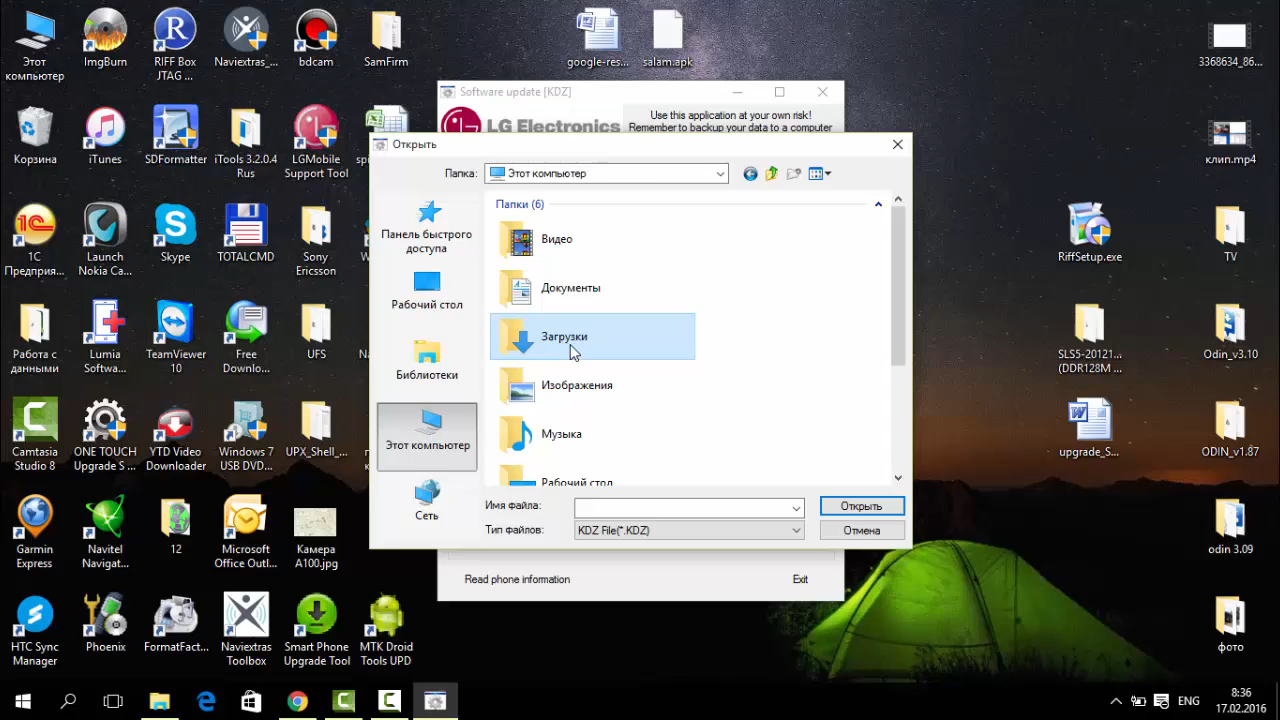 Этот
компьютер
ImgBurn
RIFF Box
JTAG ...
Naviextras_...
bdcam
SamFirm
google-res...
salam.apk
3368634_86...
Корзина
iTunes
SDFormatter
iTools 3.2.0.4
Rus
LGMobile
Support Tool
клип.mp4
1С
Предприя...
Launch
Nokia Ca...
Skype
TOTALCMD
Sony
Ericsson
RiffSetup.exe
TV
Работа с
данными
Lumia
Softwa...
TeamViewer
10
Free
Downlo...
UFS
SLS5-20121...
(DDR128M ...
Odin_v3.10
Camtasia
Studio 8
ONE TOUCH
Upgrade S ...
YTD Video
Downloader
Windows 7
USB DVD...
UPX_Shell_...
upgrade_S...
ODIN_v1.87
Garmin
Express
Navitel
Navigat...
12
Microsoft
Office Outl...
Камера
A100.jpg
odin 3.09
HTC Sync
Manager
Phoenix
FormatFact...
Naviextras
Toolbox
Smart Phone
Upgrade Tool
MTK Droid
Tools UPD
фото
Software update [KDZ]
LG Electronics
Use this application at your own risk!
Remember to backup your data to a computer
Открыть
Папка:
Этот компьютер
Панель быстрого
доступа
Рабочий стол
Библиотеки
Этот компьютер
Сеть
Папки (6)
Видео
Документы
Загрузки
Изображения
Музыка
Рабочий стол
Имя файла:
Открыть
Тип файлов:
KDZ File(*.KDZ)
Отмена
Read phone information
Exit
ENG
8:36
17.02.2016